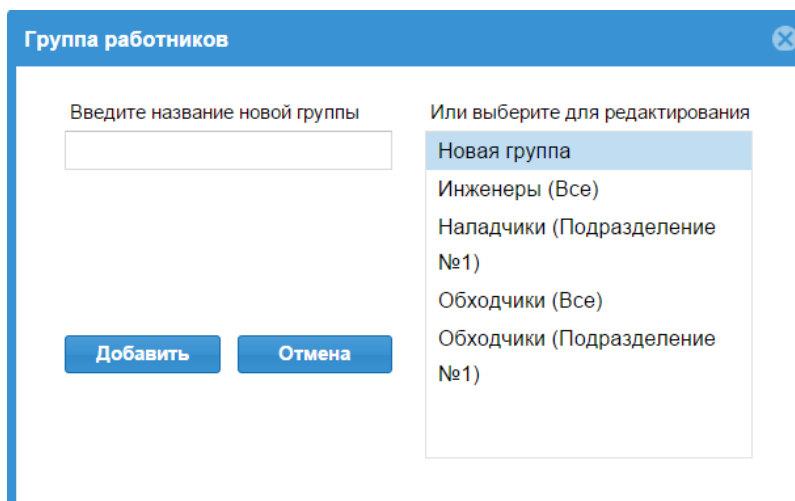 Группа работников
Введите название новой группы
Или выберите для редактирования
Новая группа
Инженеры (Все)
Наладчики (Подразделение
№1)
Обходчики (Все)
Обходчики (Подразделение
№1)
Добавить
Отмена